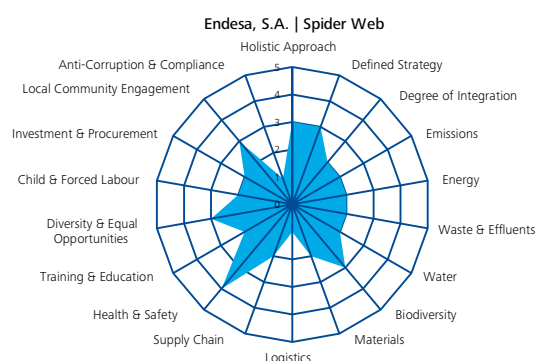 Endesa, S.A. | Spider Web
Holistic Approach
Anti-Corruption & Compliance
Defined Strategy
Local Community Engagement
Degree of Integration
Investment & Procurement
Emissions
Child & Forced Labour
Energy
Diversity & Equal
Opportunities
Waste & Effluents
Training & Education
Water
Health & Safety
Biodiversity
Supply Chain
Materials
Logistics
5
4
3
2
1
0